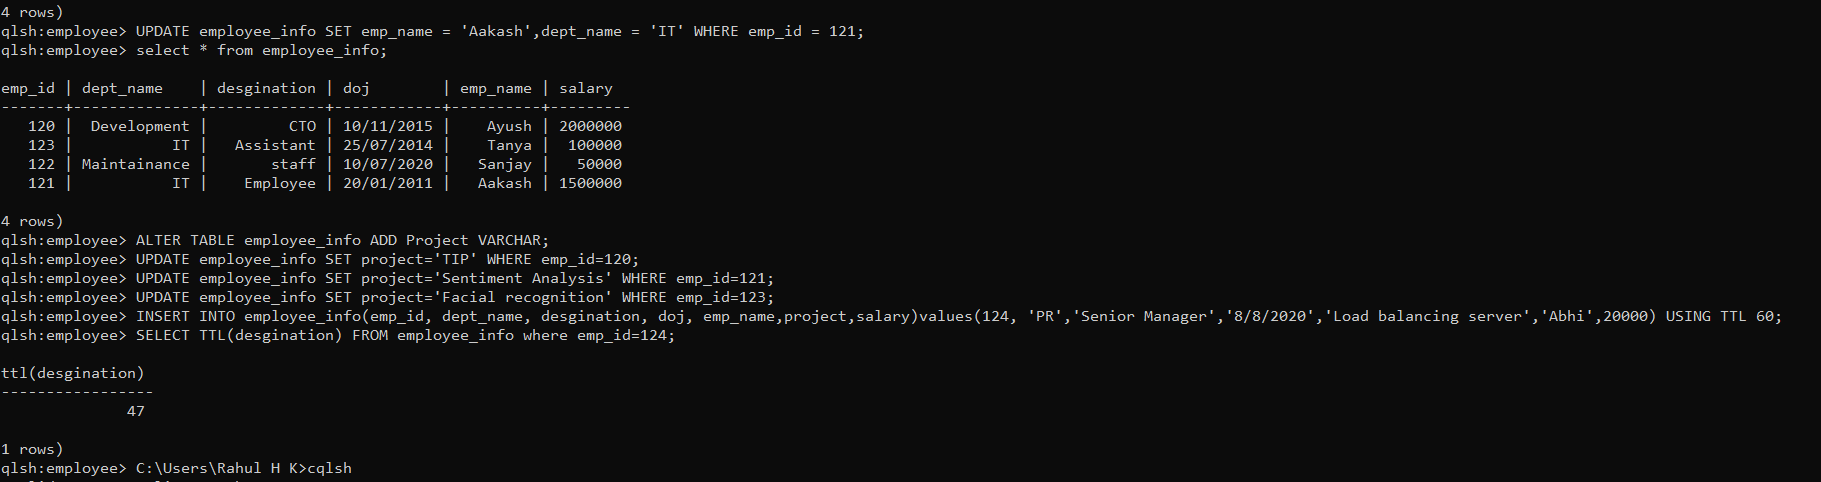 4 rows)
qlsh:employee> UPDATE employee_info SET emp_name = 'Aakash',dept_name = 'IT' WHERE emp_id = 121;
qlsh:employee> select * from employee_info;
emp_id | dept_name    | desgination | doj        | emp_name | salary
-------+--------------+-------------+------------+----------+---------
   120 |  Development |         CTO | 10/11/2015 |    Ayush | 2000000
   123 |           IT |   Assistant | 25/07/2014 |    Tanya |  100000
   122 | Maintainance |       staff | 10/07/2020 |   Sanjay |   50000
   121 |           IT |    Employee | 20/01/2011 |   Aakash | 1500000
4 rows)
qlsh:employee> ALTER TABLE employee_info ADD Project VARCHAR;
qlsh:employee> UPDATE employee_info SET project='TIP' WHERE emp_id=120;
qlsh:employee> UPDATE employee_info SET project='Sentiment Analysis' WHERE emp_id=121;
qlsh:employee> UPDATE employee_info SET project='Facial recognition' WHERE emp_id=123;
qlsh:employee> INSERT INTO employee_info(emp_id, dept_name, desgination, doj, emp_name,project,salary)values(124, 'PR','Senior Manager','8/8/2020','Load balancing server','Abhi',20000) USING TTL 60;
qlsh:employee> SELECT TTL(desgination) FROM employee_info where emp_id=124;
ttl(desgination)
-----------------
              47
1 rows)
qlsh:employee> C:\Users\Rahul H K>cqlsh